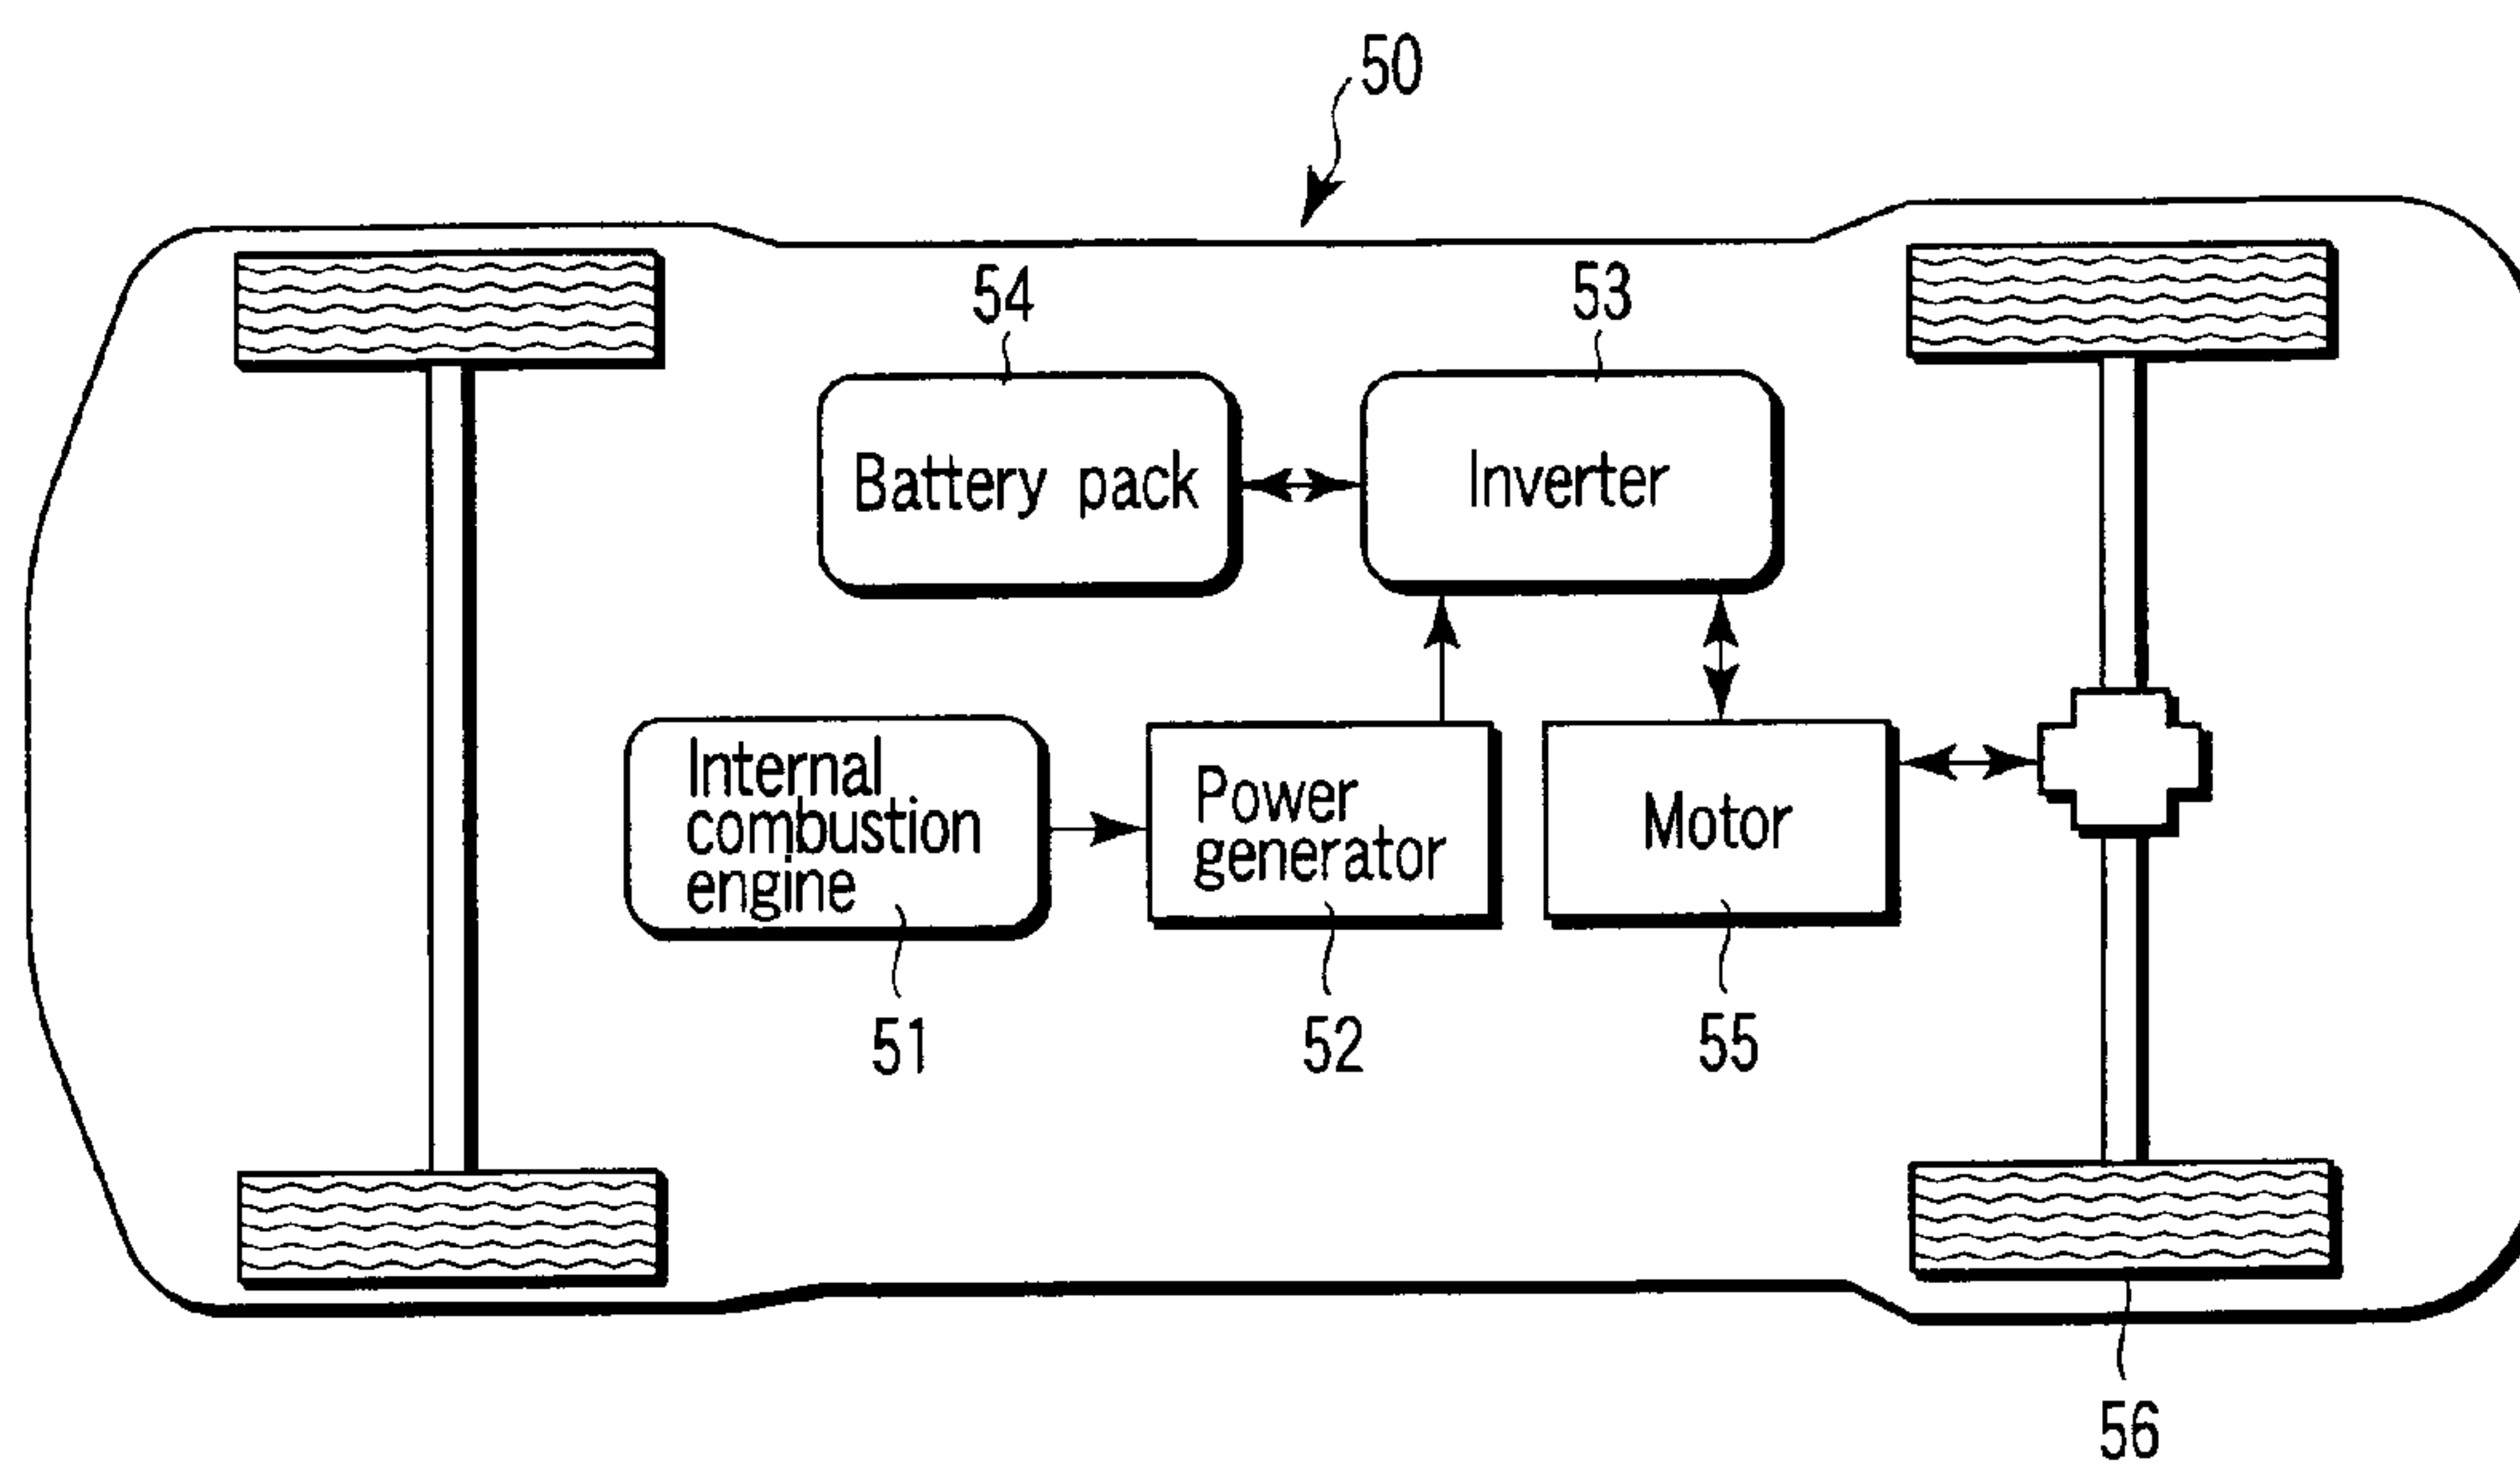 50
54
53
Battery pack
Inverter
Internal
combustion
engine
Power
generator
Motor
51
52
55
56